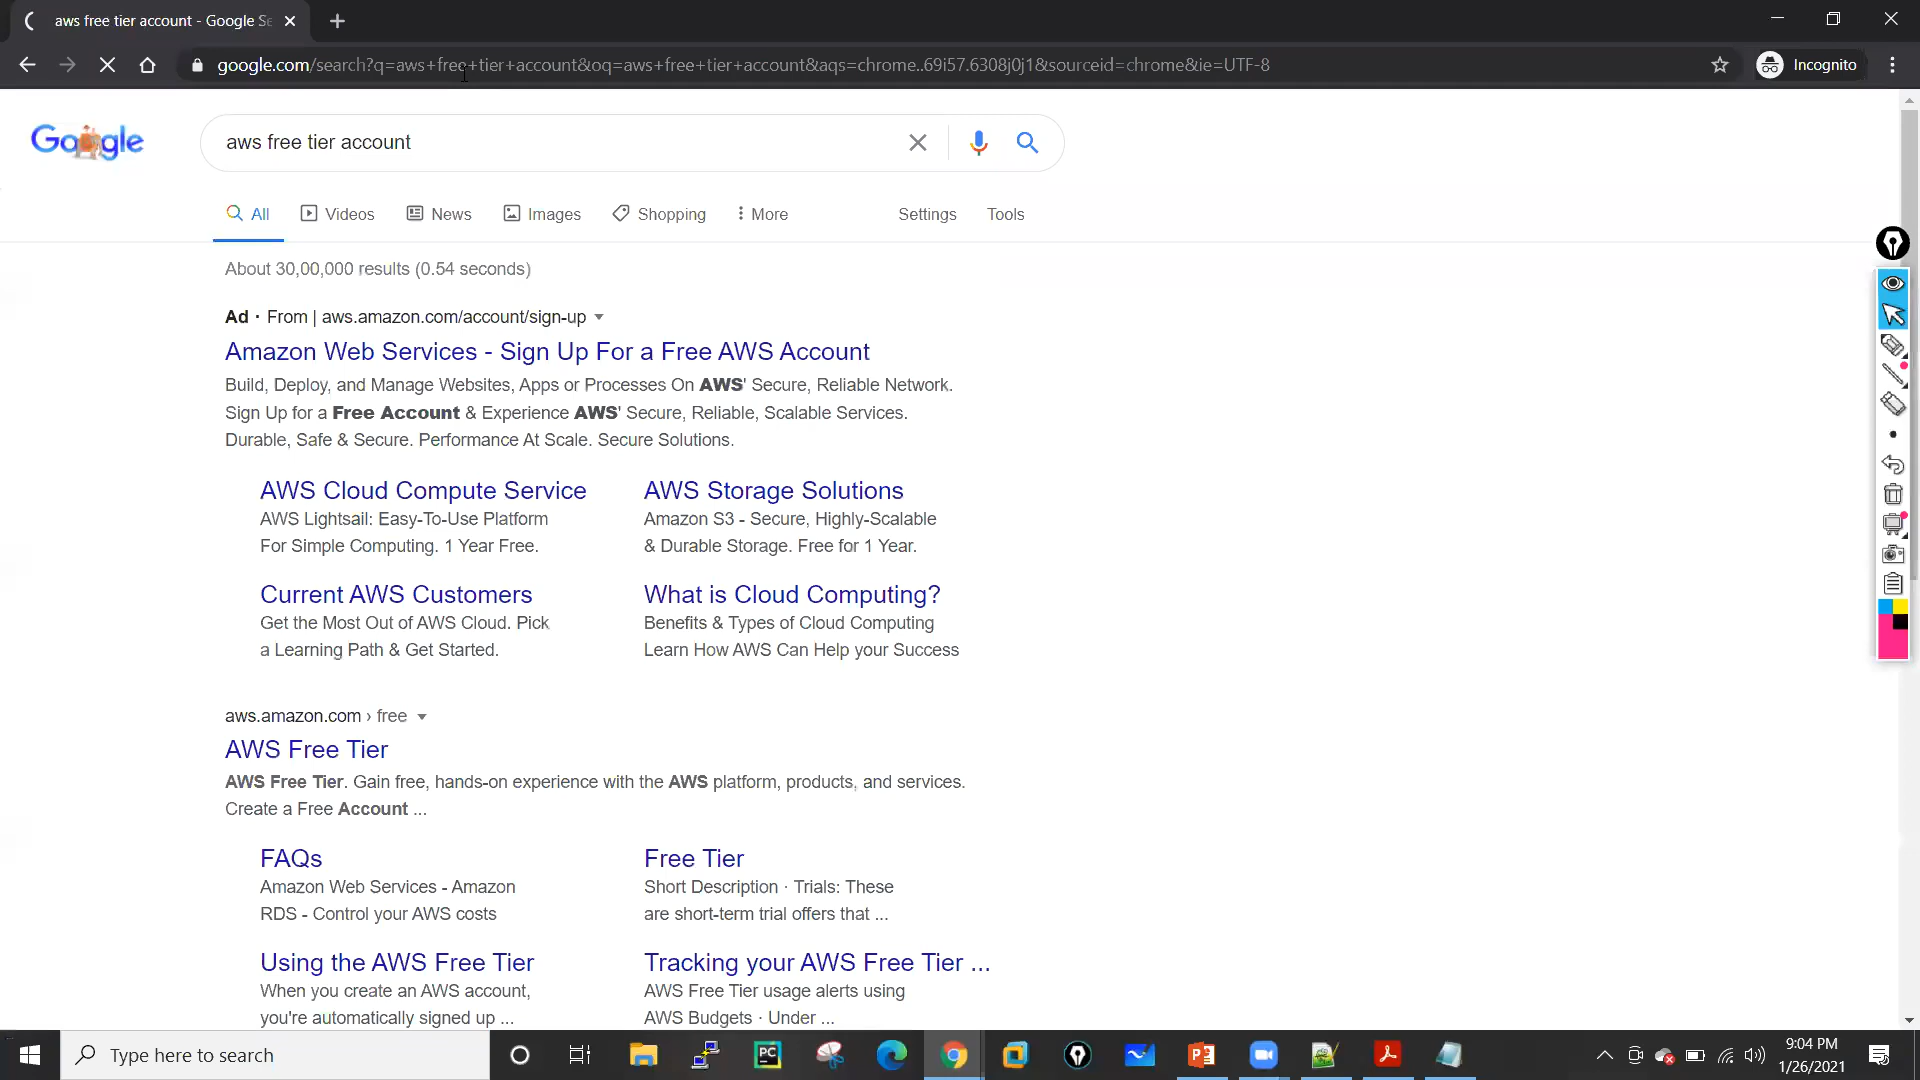 aws free tier account - Google Se
google.com/search?q=aws+free+tier+account&oq=aws+free+tier+account&aqs=chrome..69i57.6308j0j1&sourceid=chrome&ie=UTF-8
Incognito
Google
aws free tier account
All Videos News Images Shopping More Settings Tools
About 30,00,000 results (0.54 seconds)
Ad · From | aws.amazon.com/account/sign-up
Amazon Web Services - Sign Up For a Free AWS Account
Build, Deploy, and Manage Websites, Apps or Processes On AWS' Secure, Reliable Network.
Sign Up for a Free Account & Experience AWS' Secure, Reliable, Scalable Services.
Durable, Safe & Secure. Performance At Scale. Secure Solutions.
AWS Cloud Compute Service
AWS Lightsail: Easy-To-Use Platform
For Simple Computing. 1 Year Free.
AWS Storage Solutions
Amazon S3 - Secure, Highly-Scalable
& Durable Storage. Free for 1 Year.
Current AWS Customers
Get the Most Out of AWS Cloud. Pick
a Learning Path & Get Started.
What is Cloud Computing?
Benefits & Types of Cloud Computing
Learn How AWS Can Help your Success
aws.amazon.com › free
AWS Free Tier
AWS Free Tier. Gain free, hands-on experience with the AWS platform, products, and services.
Create a Free Account ...
FAQs
Amazon Web Services - Amazon
RDS - Control your AWS costs
Free Tier
Short Description · Trials: These
are short-term trial offers that ...
Using the AWS Free Tier
When you create an AWS account,
you're automatically signed up ...
Tracking your AWS Free Tier ...
AWS Free Tier usage alerts using
AWS Budgets · Under ...
Type here to search
PC
9:04 PM
1/26/2021